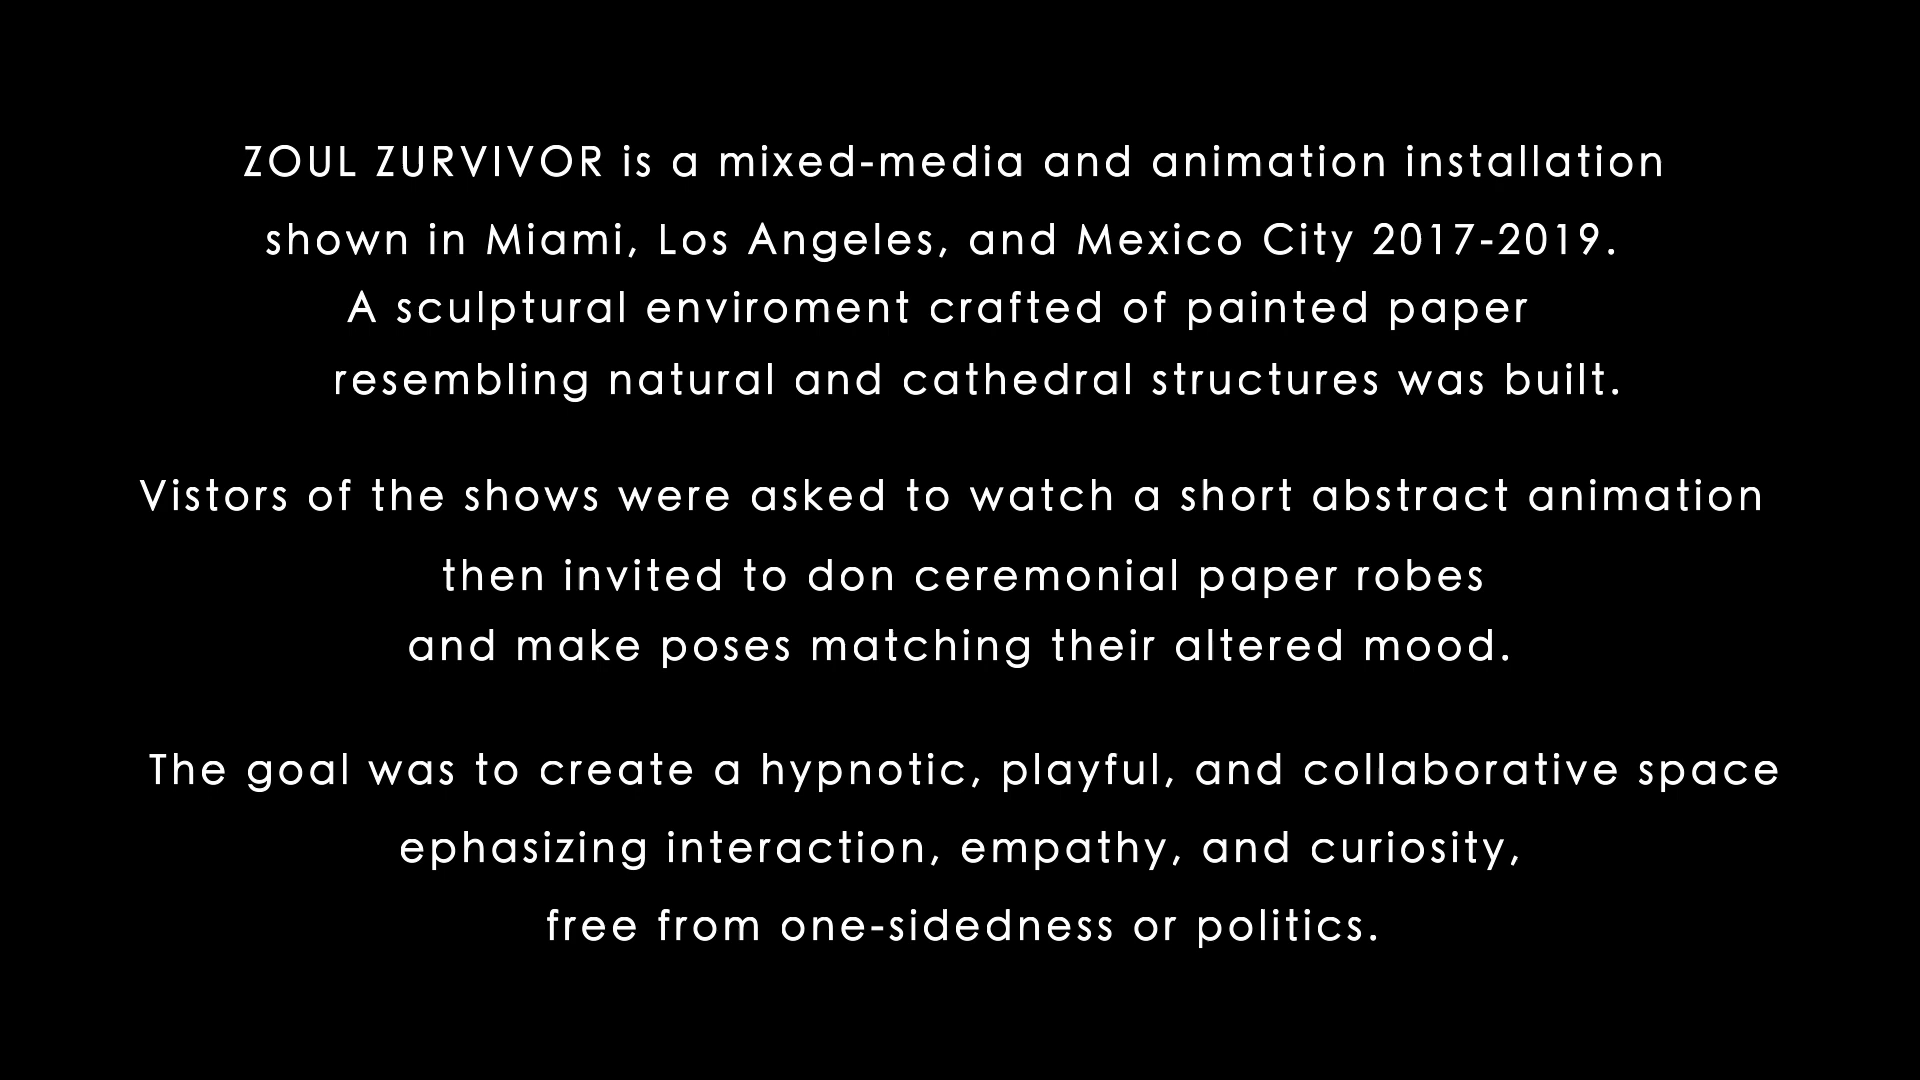 ZOUL ZURVIVOR is a mixed-media and animation installation
shown in Miami, Los Angeles, and Mexico City 2017-2019.
A sculptural enviroment crafted of painted paper
resembling natural and cathedral structures was built.
Vistors of the shows were asked to watch a short abstract animation
then invited to don ceremonial paper robes
and make poses matching their altered mood.
The goal was to create a hypnotic, playful, and collaborative space
ephasizing interaction, empathy, and curiosity,
free from one-sidedness or politics.